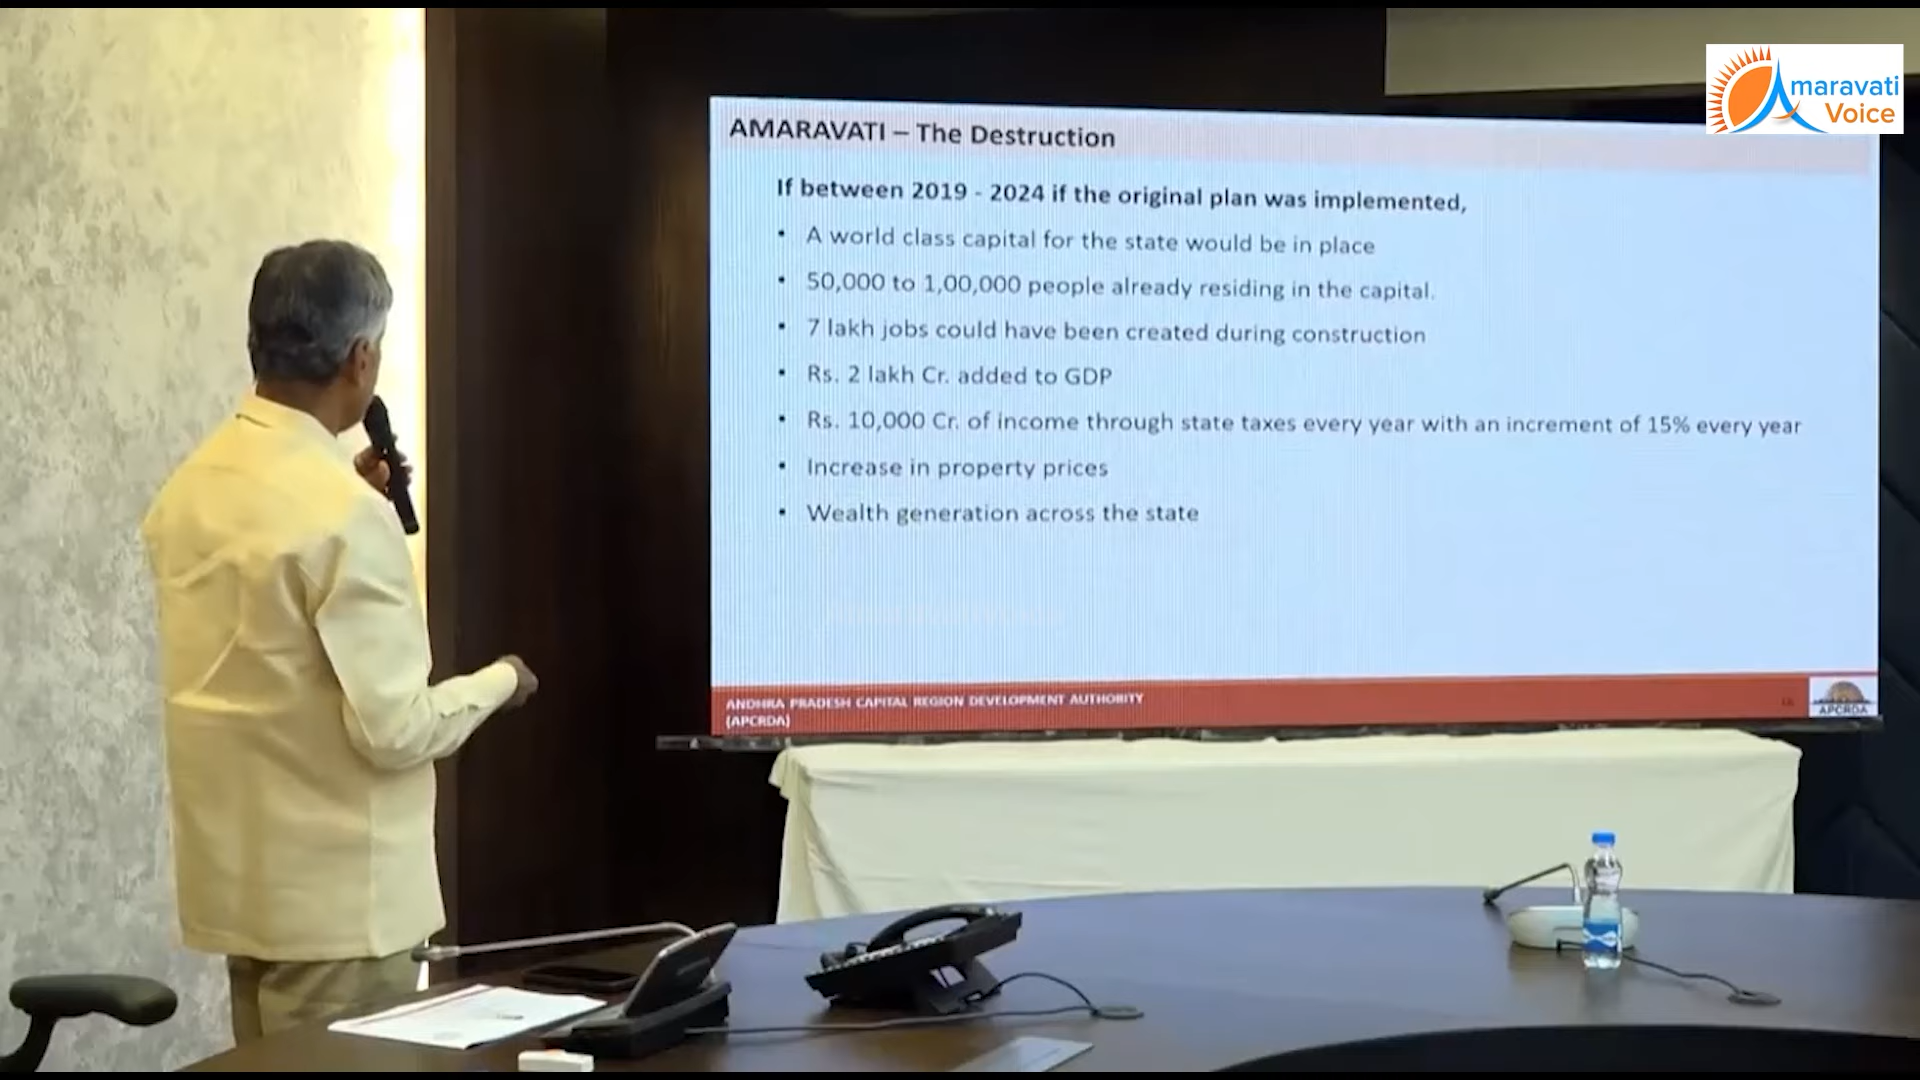 Amaravati
Voice
AMARAVATI – The Destruction
If between 2019 - 2024 if the original plan was implemented,
• A world class capital for the state would be in place
• 50,000 to 1,00,000 people already residing in the capital.
• 7 lakh jobs could have been created during construction
• Rs. 2 lakh Cr. added to GDP
• Rs. 10,000 Cr. of income through state taxes every year with an increment of 15% every year
• Increase in property prices
• Wealth generation across the state
ANDHRA PRADESH CAPITAL REGION DEVELOPMENT AUTHORITY
(APCRDA)
APCRDA